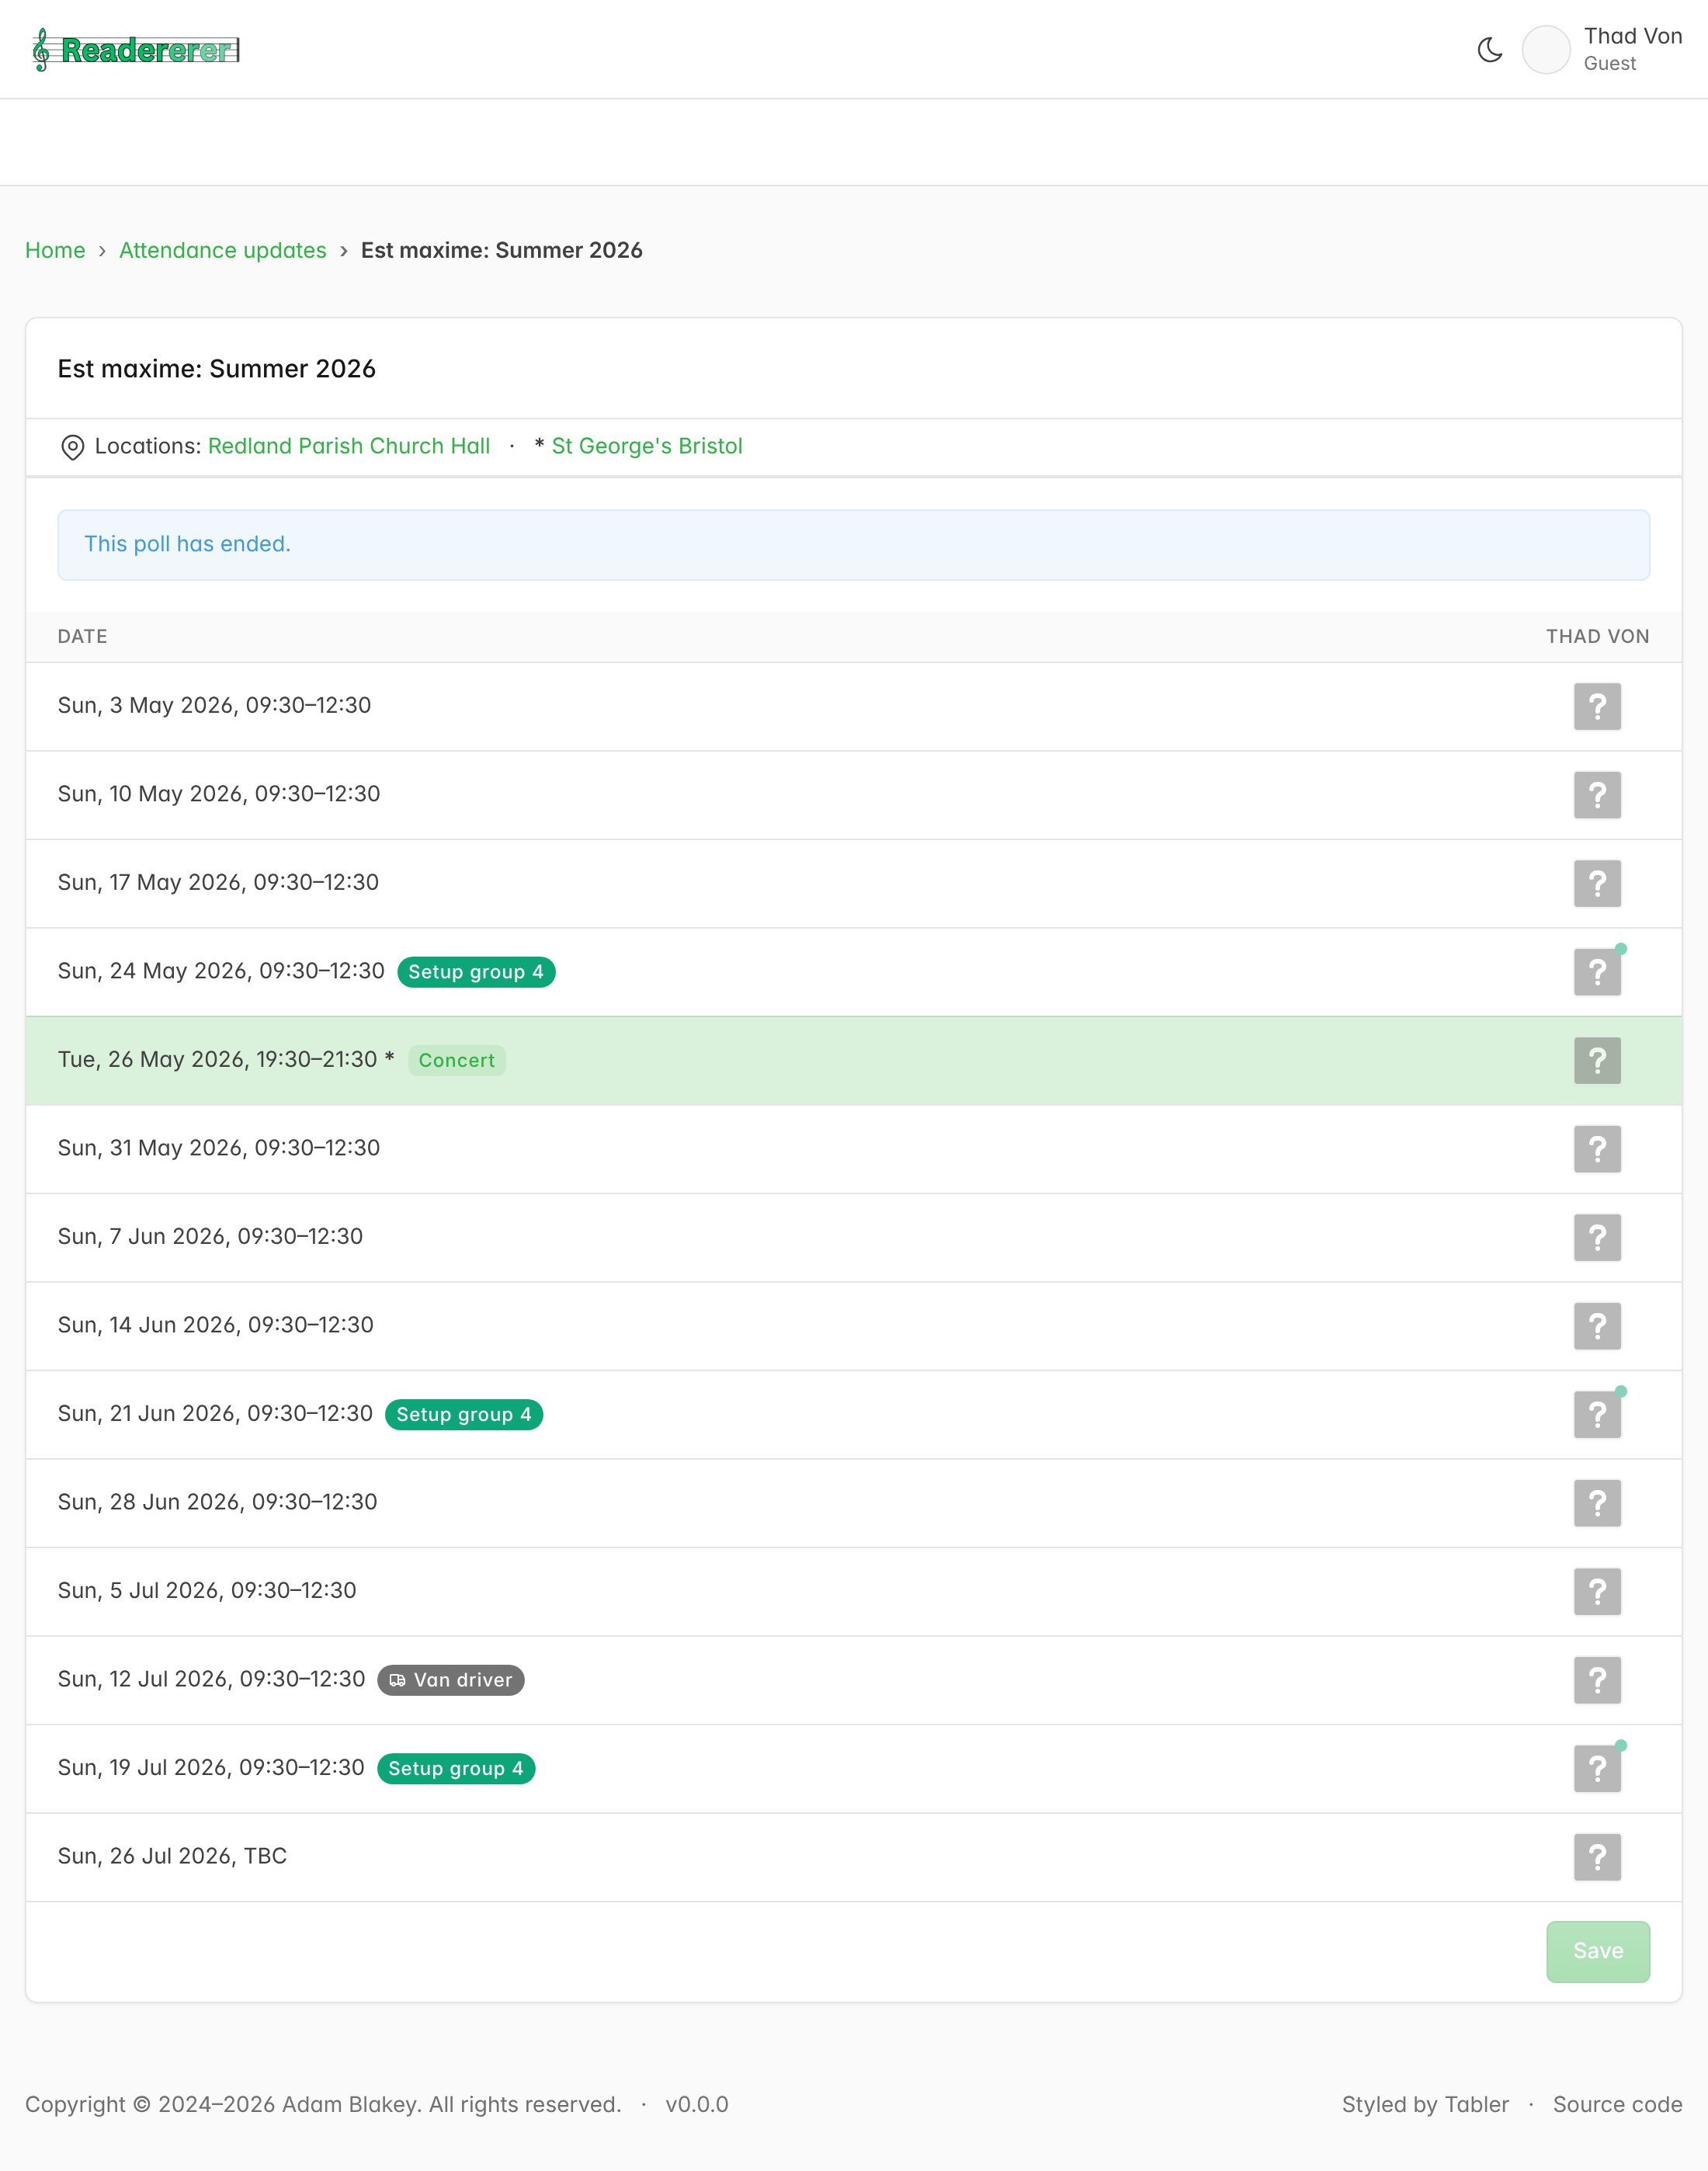 Readererer
Thad Von
Guest
Home › Attendance updates › Est maxime: Summer 2026
Est maxime: Summer 2026
Locations: Redland Parish Church Hall · * St George's Bristol
This poll has ended.
DATE THAD VON
Sun, 3 May 2026, 09:30–12:30 ?
Sun, 10 May 2026, 09:30–12:30 ?
Sun, 17 May 2026, 09:30–12:30 ?
Sun, 24 May 2026, 09:30–12:30 Setup group 4 ?
Tue, 26 May 2026, 19:30–21:30 * Concert ?
Sun, 31 May 2026, 09:30–12:30 ?
Sun, 7 Jun 2026, 09:30–12:30 ?
Sun, 14 Jun 2026, 09:30–12:30 ?
Sun, 21 Jun 2026, 09:30–12:30 Setup group 4 ?
Sun, 28 Jun 2026, 09:30–12:30 ?
Sun, 5 Jul 2026, 09:30–12:30 ?
Sun, 12 Jul 2026, 09:30–12:30 Van driver ?
Sun, 19 Jul 2026, 09:30–12:30 Setup group 4 ?
Sun, 26 Jul 2026, TBC ?
Save
Copyright © 2024–2026 Adam Blakey. All rights reserved. · v0.0.0 Styled by Tabler · Source code